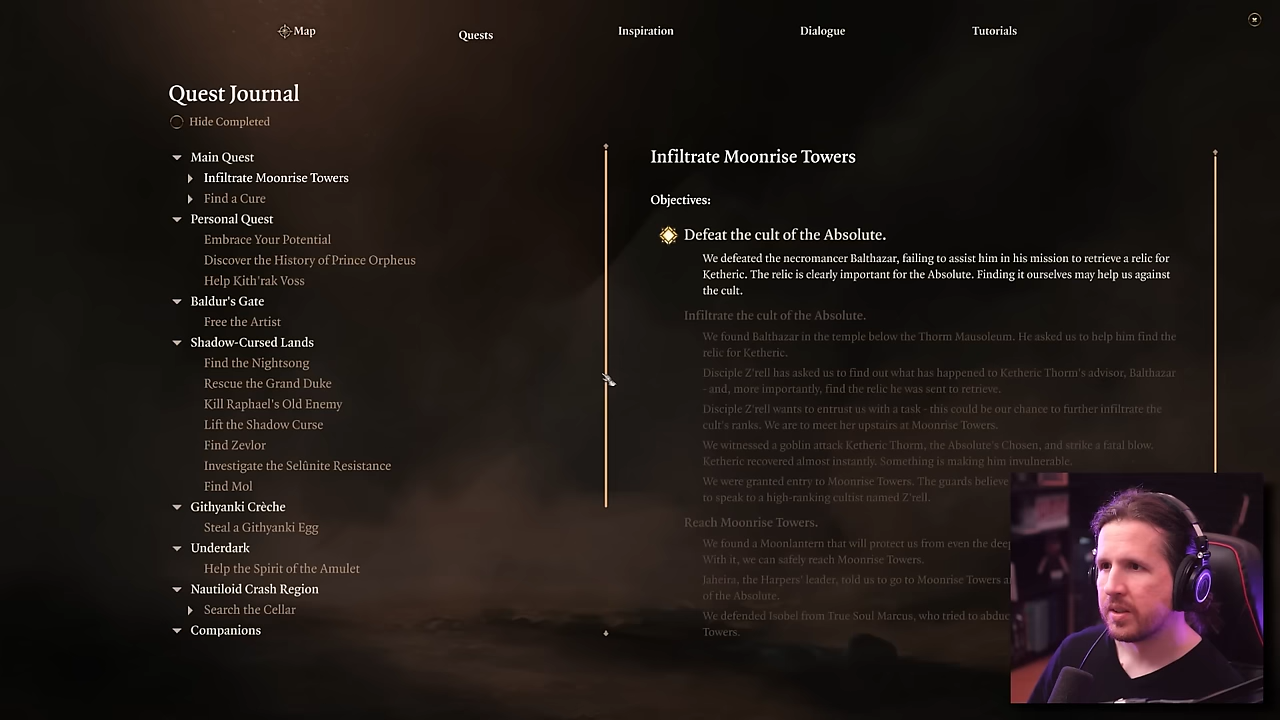 Map
Quests
Inspiration
Dialogue
Tutorials
Quest Journal
Hide Completed
Main Quest
Infiltrate Moonrise Towers
Find a Cure
Personal Quest
Embrace Your Potential
Discover the History of Prince Orpheus
Help Kith'rak Voss
Baldur's Gate
Free the Artist
Shadow-Cursed Lands
Find the Nightsong
Rescue the Grand Duke
Kill Raphael's Old Enemy
Lift the Shadow Curse
Find Zevlor
Investigate the Selûnite Resistance
Find Mol
Githyanki Crèche
Steal a Githyanki Egg
Underdark
Help the Spirit of the Amulet
Nautiloid Crash Region
Search the Cellar
Companions
Infiltrate Moonrise Towers
Objectives:
Defeat the cult of the Absolute.
We defeated the necromancer Balthazar, failing to assist him in his mission to retrieve a relic for
Ketheric. The relic is clearly important for the Absolute. Finding it ourselves may help us against
the cult.
Infiltrate the cult of the Absolute.
We found Balthazar in the temple below the Thorm Mausoleum. He asked us to help him find the
relic for Ketheric.
Disciple Z'rell has asked us to find out what has happened to Ketheric Thorm's advisor, Balthazar
- and, more importantly, find the relic he was sent to retrieve.
Disciple Z'rell wants to entrust us with a task - this could be our chance to further infiltrate the
cult's ranks. We are to meet her upstairs at Moonrise Towers.
We witnessed a goblin attack Ketheric Thorm, the Absolute's Chosen, and strike a fatal blow.
Ketheric recovered almost instantly. Something is making him invulnerable.
We were granted entry to Moonrise Towers. The guards believe
to speak to a high-ranking cultist named Z'rell.
Reach Moonrise Towers.
We found a Moonlantern that will protect us from even the
With it, we can safely reach Moonrise Towers.
Jaheira, the Harpers' leader, told us to go to Moonrise Towers
of the Absolute.
We defended Isobel from True Soul Marcus, who tried to
Towers.